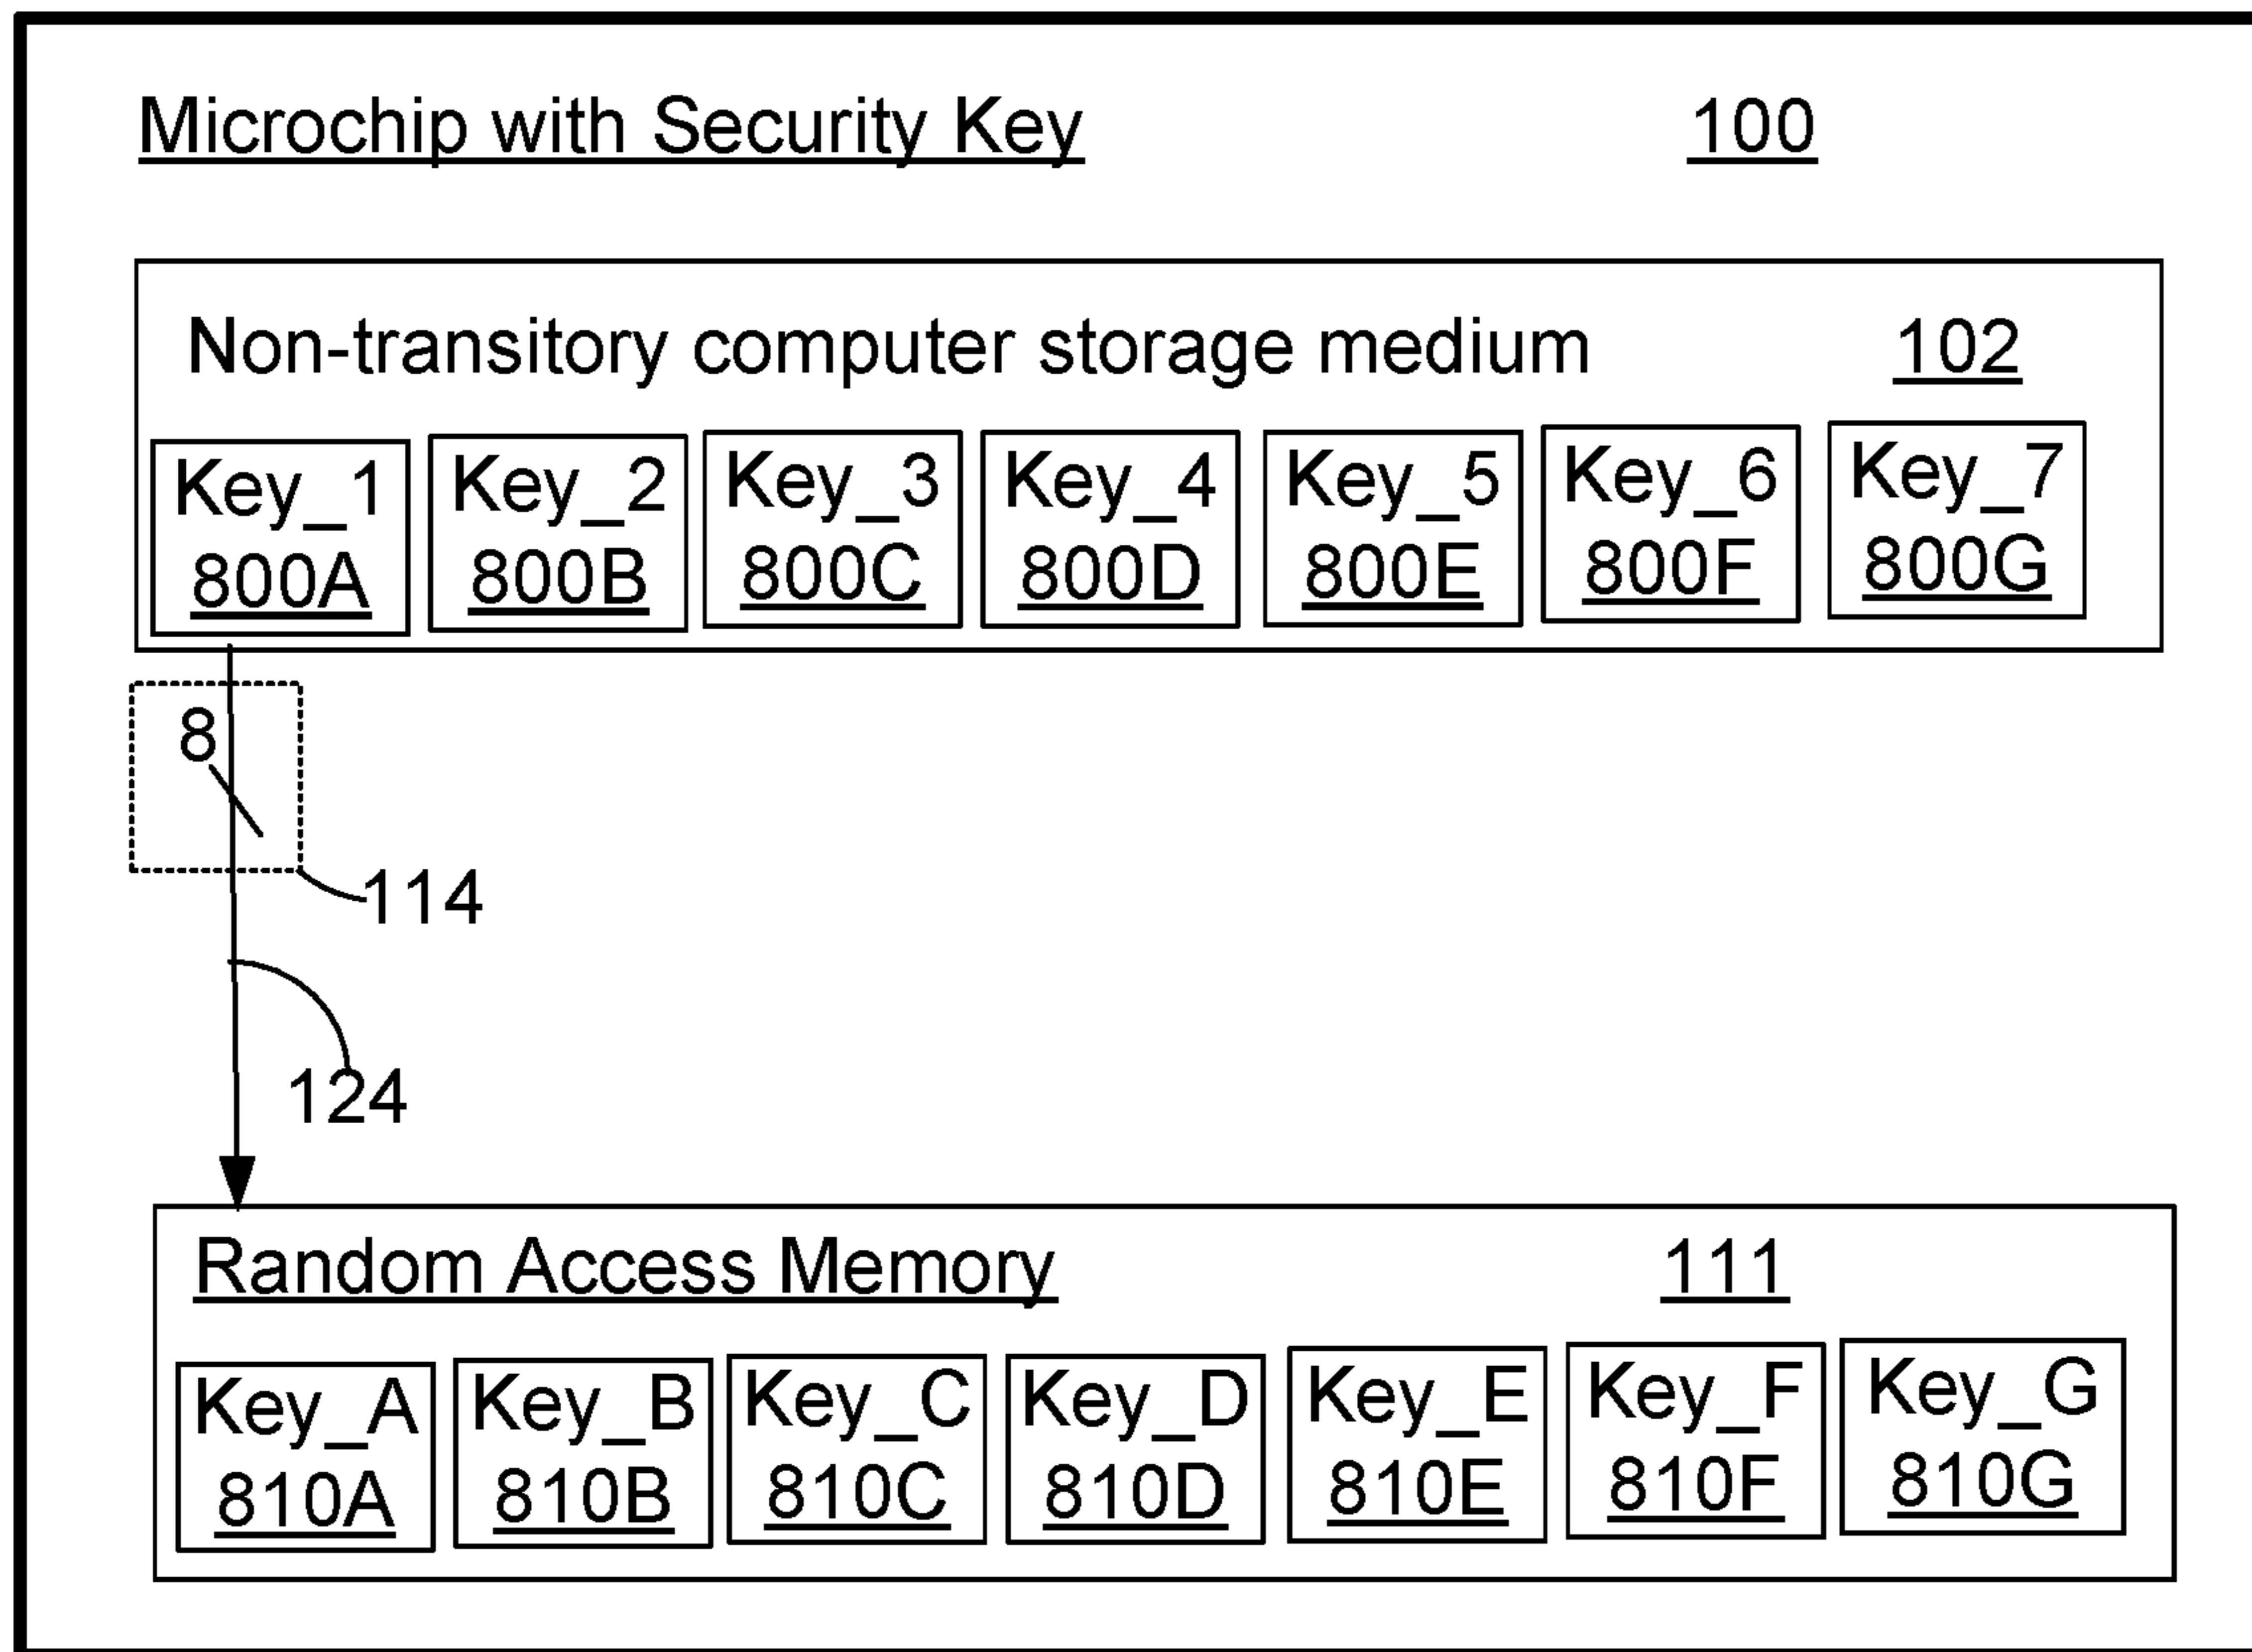 Microchip with Security Key 100
Non-transitory computer storage medium 102
Key_1 Key_2 Key_3 Key_4 Key_5 Key_6 Key_7
800A 800B 800C 800D 800E 800F 800G
8
114
124
Random Access Memory 111
Key_A Key_B Key_C Key_D Key_E Key_F Key_G
810A 810B 810C 810D 810E 810F 810G